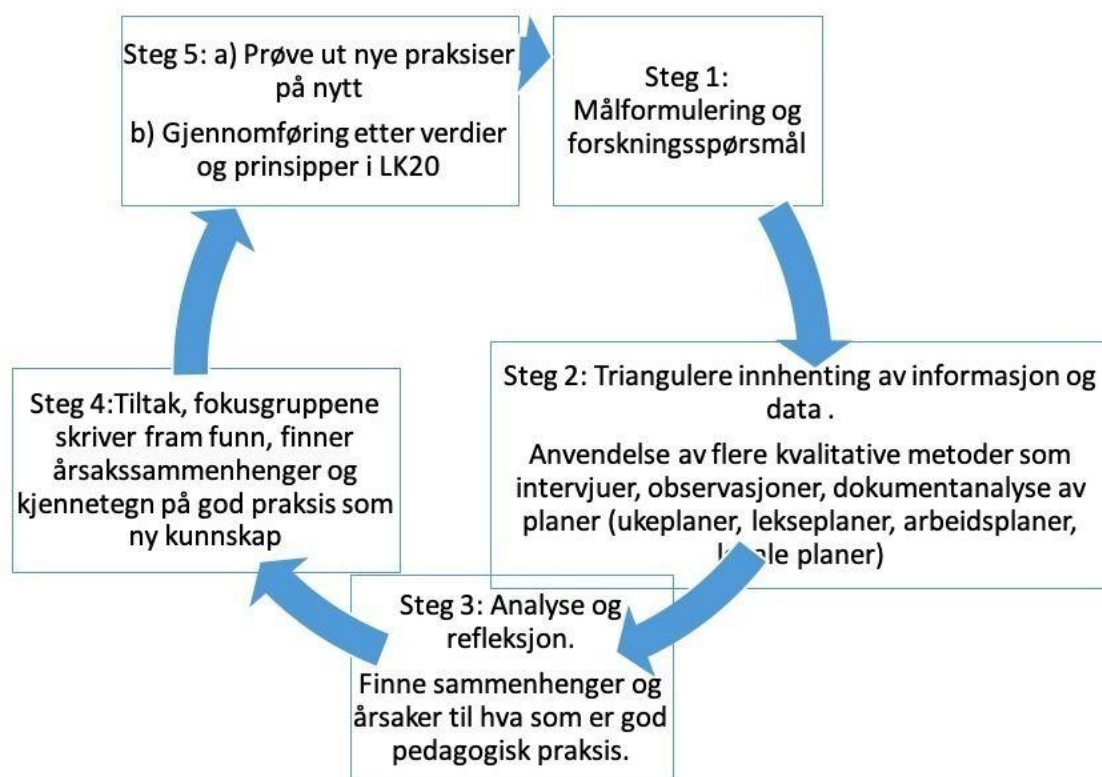 Steg 1:
Målformulering og
forskningsspørsmål
Steg 2: Triangulere innhenting av informasjon og
data .
Anvendelse av flere kvalitative metoder som
intervjuer, observasjoner, dokumentanalyse av
planer (ukeplaner, lekseplaner, arbeidsplaner,
planer)
Steg 3: Analyse og
refleksjon.
Finne sammenhenger og
årsaker til hva som er god
pedagogisk praksis.
Steg 4:Tiltak, fokusgruppene
skriver fram funn, finner
årsakssammenhenger og
kjennetegn på god praksis som
ny kunnskap
Steg 5: a) Prøve ut nye praksiser
på nytt
b) Gjennomføring etter verdier
og prinsipper i LK20